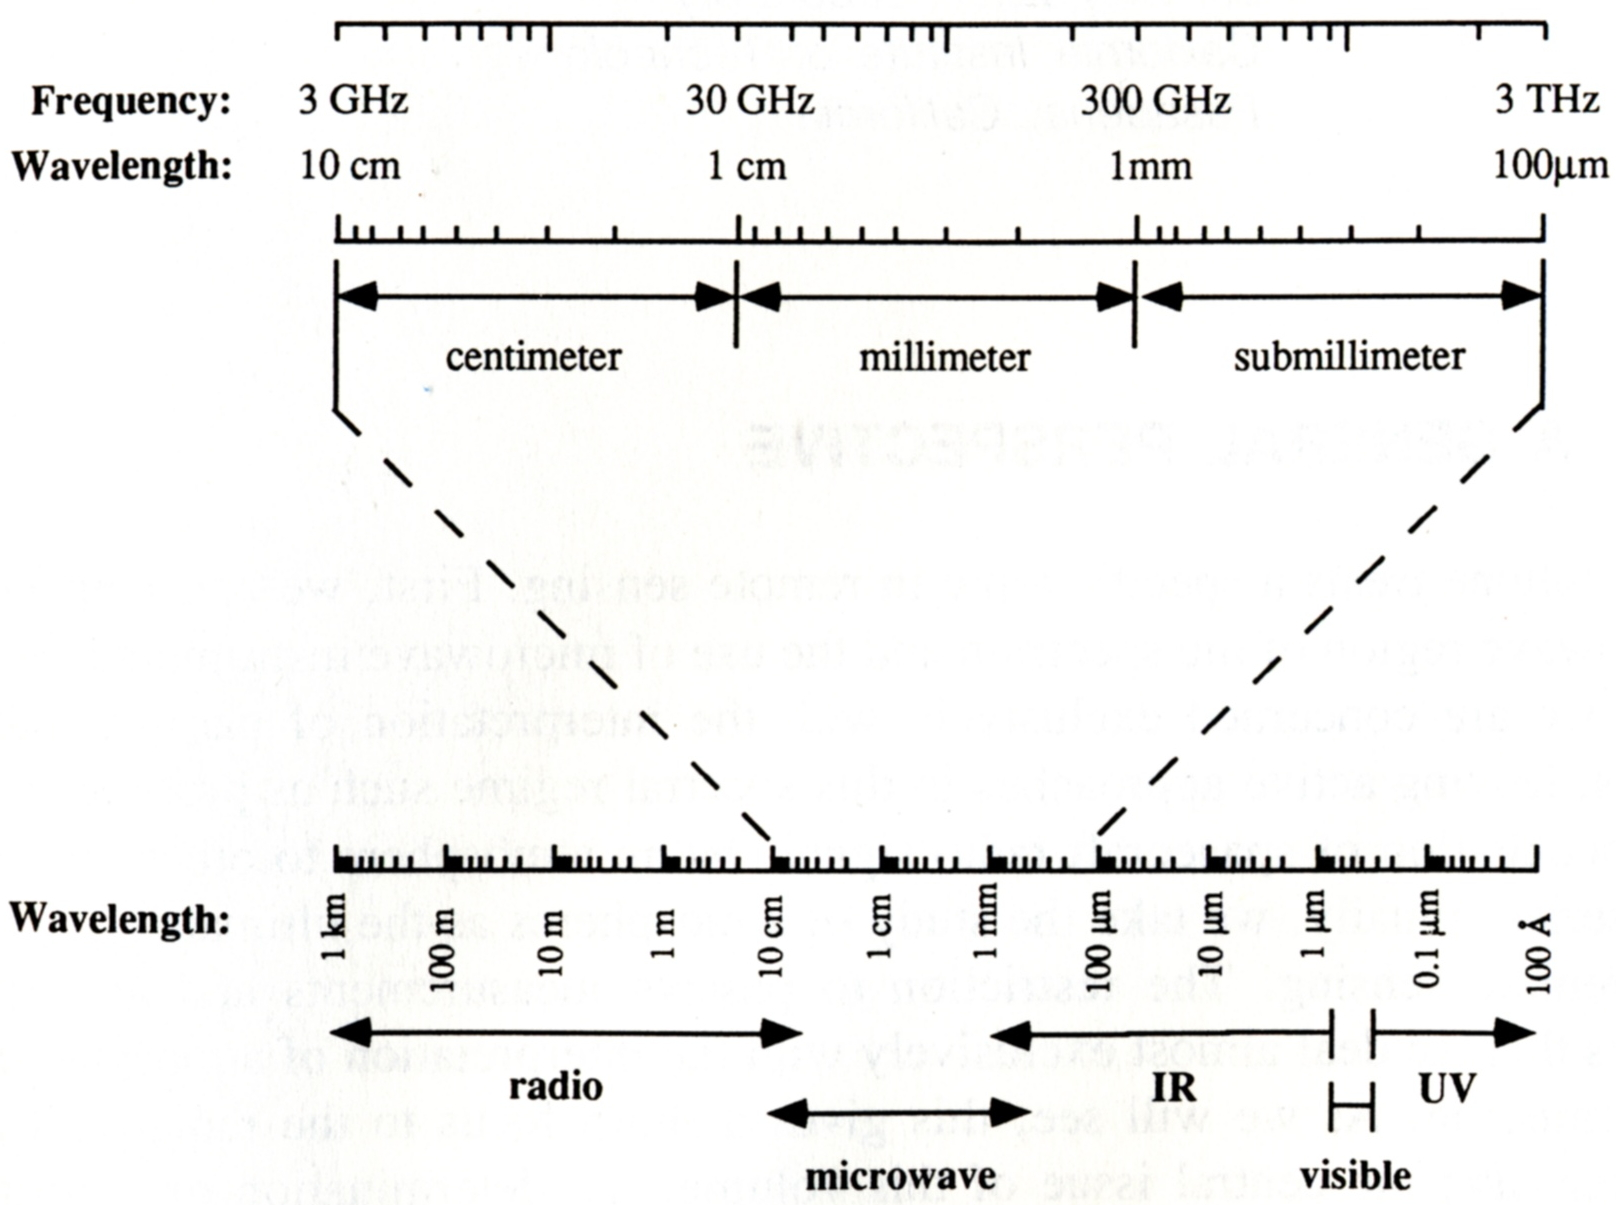 Frequency: 3 GHz 30 GHz 300 GHz 3 THz
Wavelength: 10 cm 1 cm 1mm 100µm
centimeter millimeter submillimeter
Wavelength: 1 km 100 m 10 m 1 m 10 cm 1 cm 1 mm 100 µm 10 µm 1 µm 0.1 µm 100 Å
radio IR UV
microwave visible